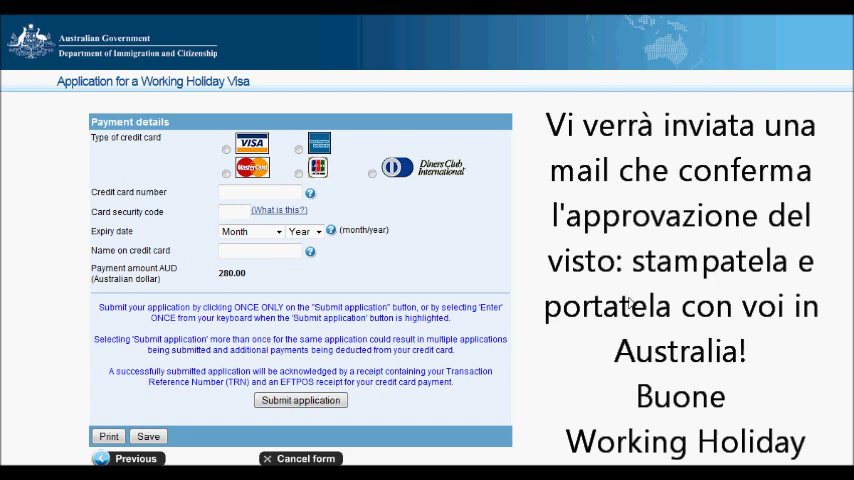 Australian Government
Department of Immigration and Citizenship
Application for a Working Holiday Visa
Payment details
Type of credit card
VISA
AMERICAN EXPRESS
MasterCard
JCB
Diners Club
International
Credit card number
Card security code
(What is this?)
Expiry date
Month
Year
(month/year)
Name on credit card
Payment amount AUD
(Australian dollar)
280.00
Submit your application by clicking ONCE ONLY on the "Submit application" button, or by selecting 'Enter'
ONCE from your keyboard when the 'Submit application' button is highlighted.
Selecting 'Submit application' more than once for the same application could result in multiple applications
being submitted and additional payments being deducted from your credit card.
A successfully submitted application will be acknowledged by a receipt containing your Transaction
Reference Number (TRN) and an EFTPOS receipt for your credit card payment.
Submit application
Print
Save
Previous
Cancel form
Vi verrà inviata una
mail che conferma
l'approvazione del
visto: stampatela e
portatela con voi in
Australia!
Buone
Working Holiday